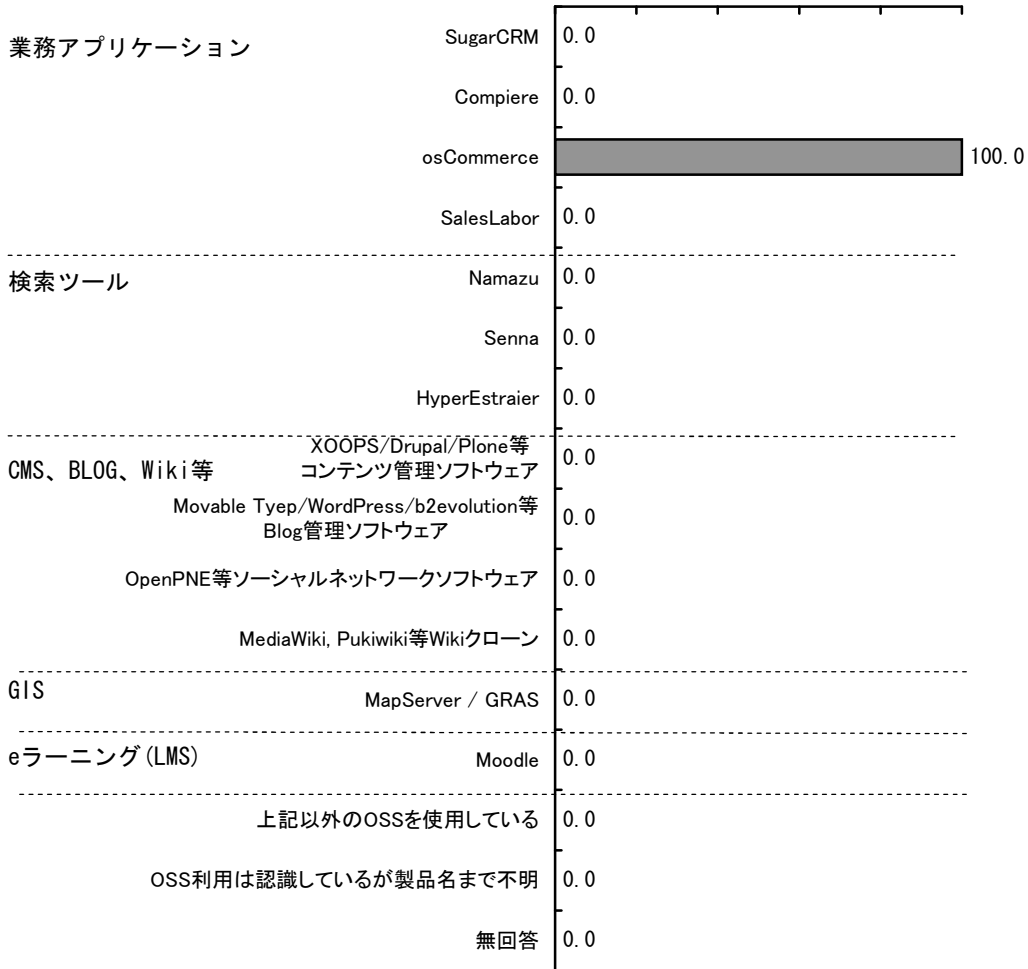 業務アプリケーション
SugarCRM 0.0
Compiere 0.0
osCommerce 100.0
SalesLabor 0.0
検索ツール
Namazu 0.0
Senna 0.0
HyperEstraier 0.0
CMS、BLOG、Wiki等
XOOPS/Drupal/Plone等
コンテンツ管理ソフトウェア 0.0
Movable Tyep/WordPress/b2evolution等
Blog管理ソフトウェア 0.0
OpenPNE等ソーシャルネットワークソフトウェア 0.0
MediaWiki, Pukiwiki等Wikiクローン 0.0
GIS
MapServer / GRAS 0.0
eラーニング(LMS)
Moodle 0.0
上記以外のOSSを使用している 0.0
OSS利用は認識しているが製品名まで不明 0.0
無回答 0.0